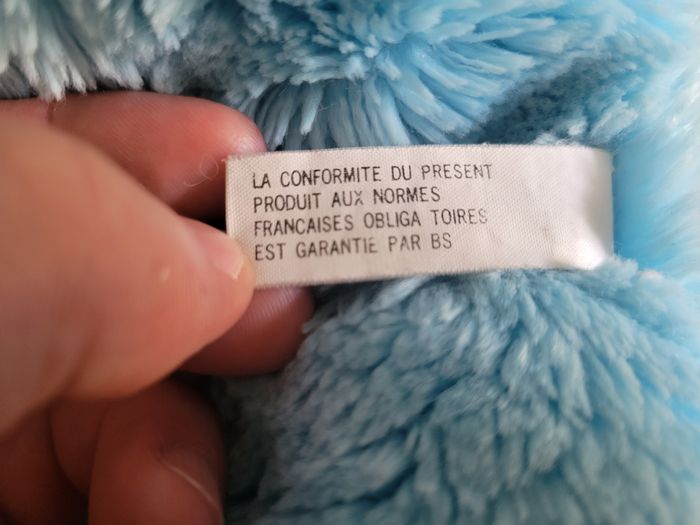 LA CONFORMITE DU PRESENT
PRODUIT AUX NORMES
FRANCAISES OBLIGA TOIRES
EST GARANTIE PAR BS